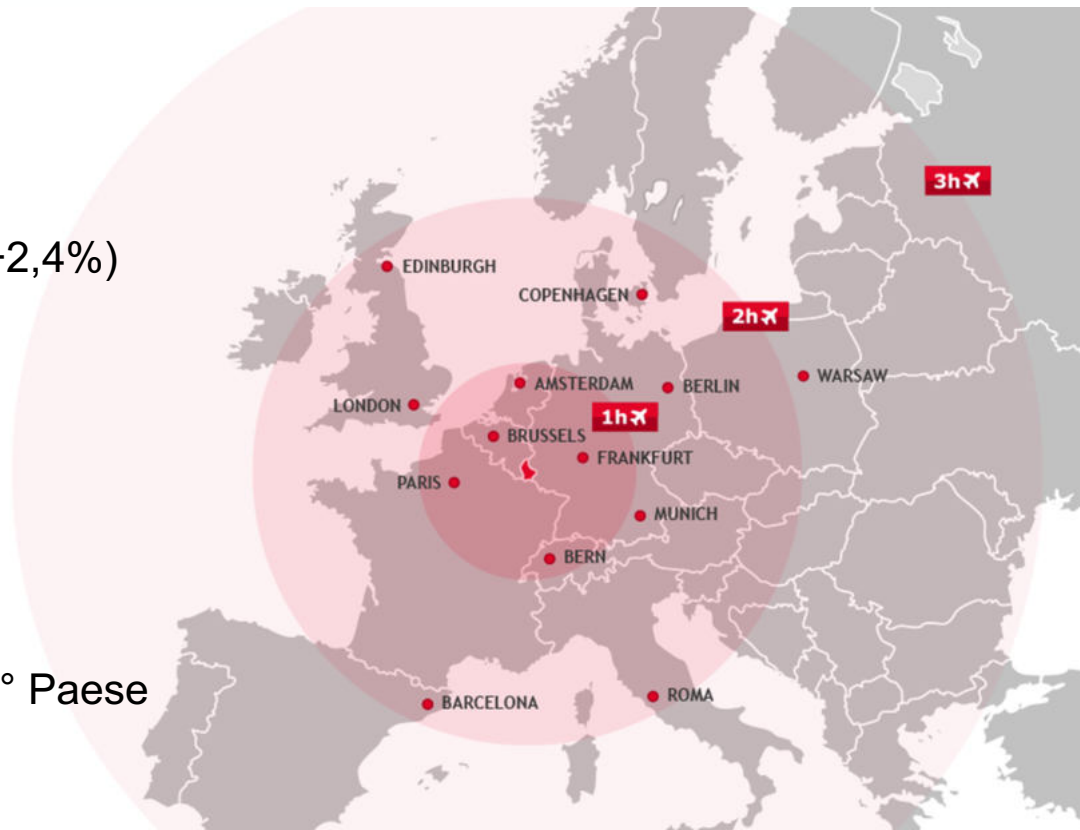 3h
-2,4%)
EDINBURGH
COPENHAGEN
2h
WARSAW
AMSTERDAM
BERLIN
LONDON
1h
BRUSSELS
FRANKFURT
PARIS
MUNICH
BERN
° Paese
ROMA
BARCELONA